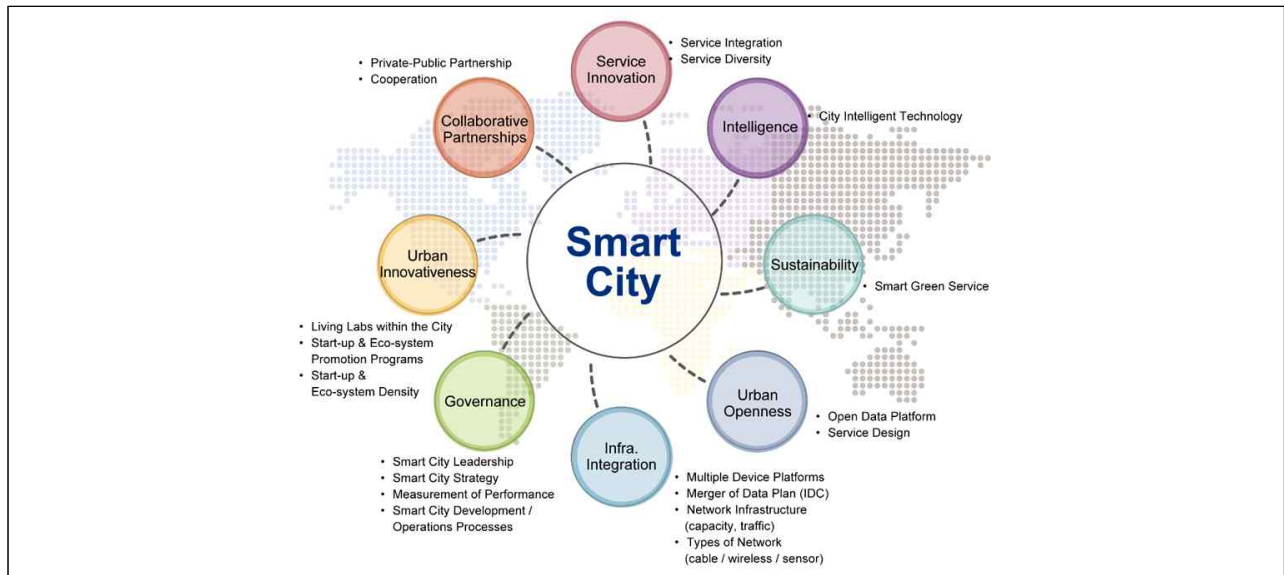 Smart
City
Service
Innovation
• Service Integration
• Service Diversity
Intelligence
• City Intelligent Technology
Sustainability
• Smart Green Service
Urban
Openness
• Open Data Platform
• Service Design
Infra.
Integration
• Multiple Device Platforms
• Merger of Data Plan (IDC)
• Network Infrastructure
(capacity, traffic)
• Types of Network
(cable / wireless / sensor)
Governance
• Smart City Leadership
• Smart City Strategy
• Measurement of Performance
• Smart City Development /
Operations Processes
Urban
Innovativeness
• Living Labs within the City
• Start-up & Eco-system
Promotion Programs
• Start-up &
Eco-system Density
Collaborative
Partnerships
• Private-Public Partnership
• Cooperation